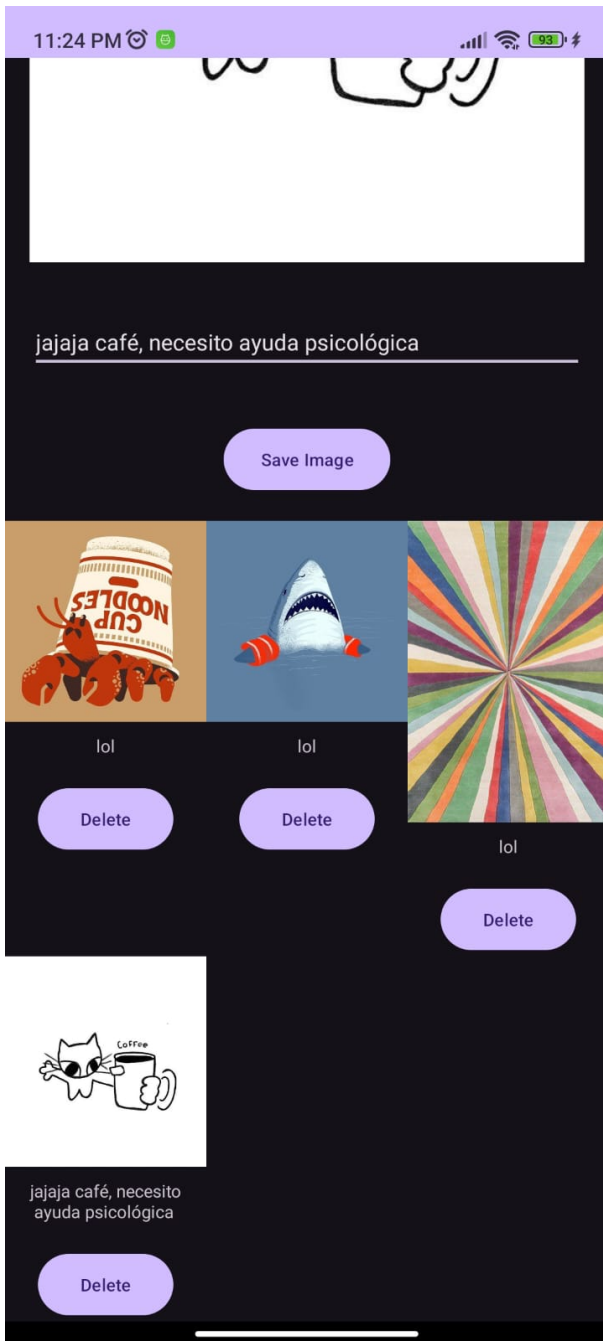 11:24 PM
93
jajaja café, necesito ayuda psicológica
Save Image
CUP
NOODLES
lol
lol
lol
Delete
Delete
Delete
Coffee
jajaja café, necesito
ayuda psicológica
Delete